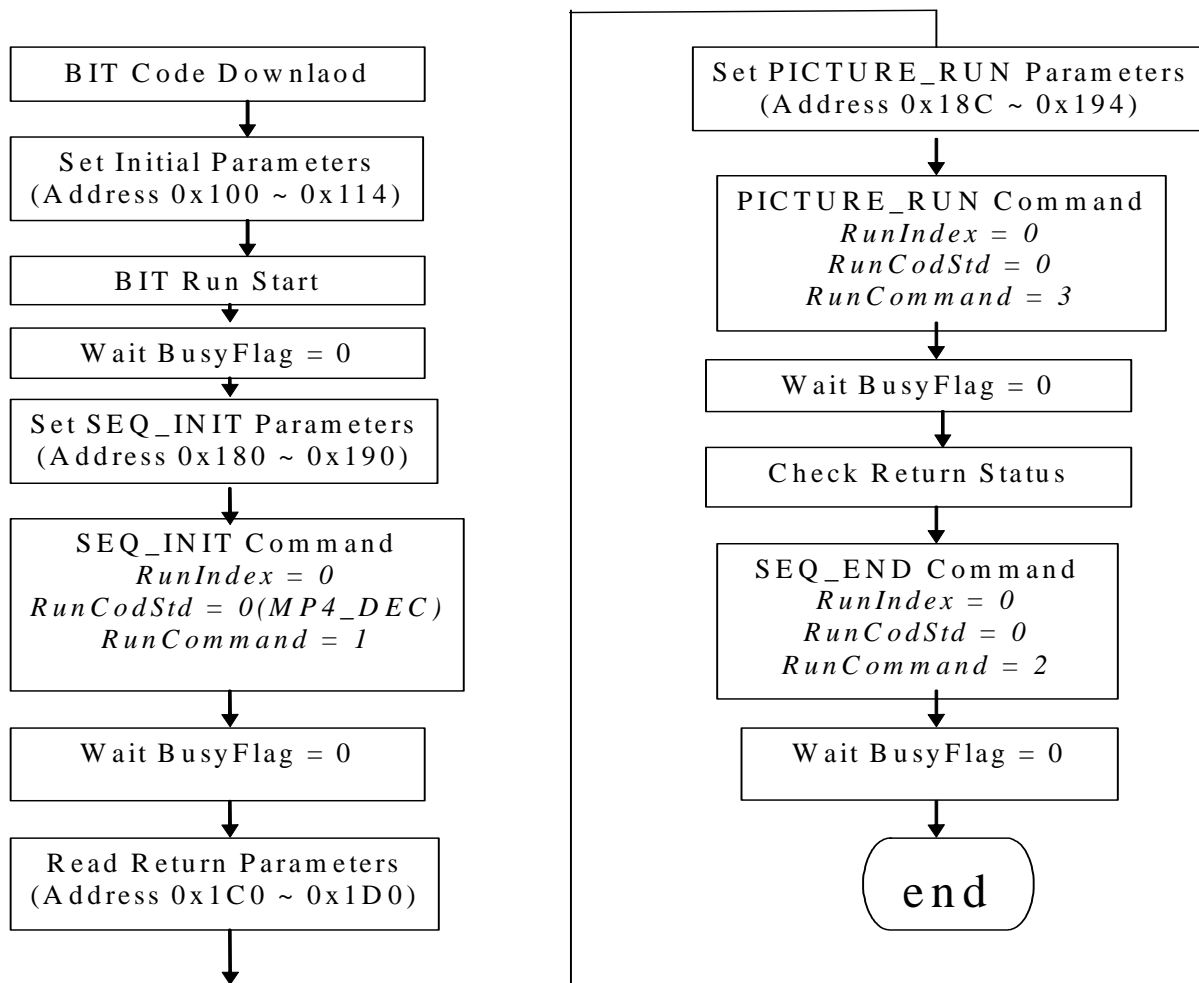 BIT Code Downlaod
Set Initial Parameters
(Address 0x100 ~ 0x114)
BIT Run Start
Wait BusyFlag = 0
Set SEQ_INIT Parameters
(Address 0x180 ~ 0x190)
SEQ_INIT Command
RunIndex = 0
RunCodStd = 0(MP4_DEC)
RunCommand = 1
Wait BusyFlag = 0
Read Return Parameters
(Address 0x1C0 ~ 0x1D0)
Set PICTURE_RUN Parameters
(Address 0x18C ~ 0x194)
PICTURE_RUN Command
RunIndex = 0
RunCodStd = 0
RunCommand = 3
Wait BusyFlag = 0
Check Return Status
SEQ_END Command
RunIndex = 0
RunCodStd = 0
RunCommand = 2
Wait BusyFlag = 0
end